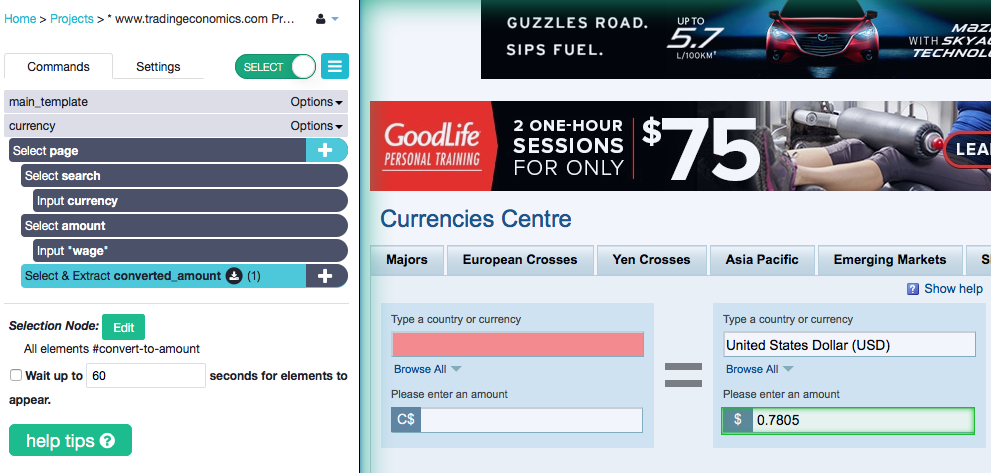 Home > Projects > * www.tradingeconomics.com Pr...
Commands
Settings
SELECT
main_template
Options
currency
Options
Select page
Select search
Input currency
Select amount
Input "wage"
Select & Extract converted_amount (1)
Selection Node: Edit
All elements #convert-to-amount
Wait up to 60 seconds for elements to
appear.
help tips ?
GUZZLES ROAD.
SIPS FUEL.
UP TO
5.7
L/100KM†
WITH SKYA
TECHNOL
GoodLife
PERSONAL TRAINING
2 ONE-HOUR
SESSIONS
FOR ONLY
$75
LEA
Currencies Centre
Majors
European Crosses
Yen Crosses
Asia Pacific
Emerging Markets
S
? Show help
Type a country or currency
Browse All
Please enter an amount
C$
Type a country or currency
United States Dollar (USD)
Browse All
Please enter an amount
$ 0.7805